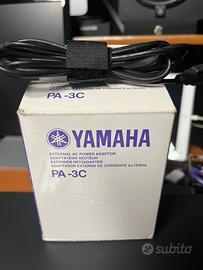 YAMAHA
PA-3C
YAMAHA
EXTERNAL AC POWER ADAPTOR
ADAPTATEUR SECTEUR
EXTERNER NETZADAPTER
ADAPTADOR EXTERNO DE CORRIENTE ALTERNA
PA-3C
subito